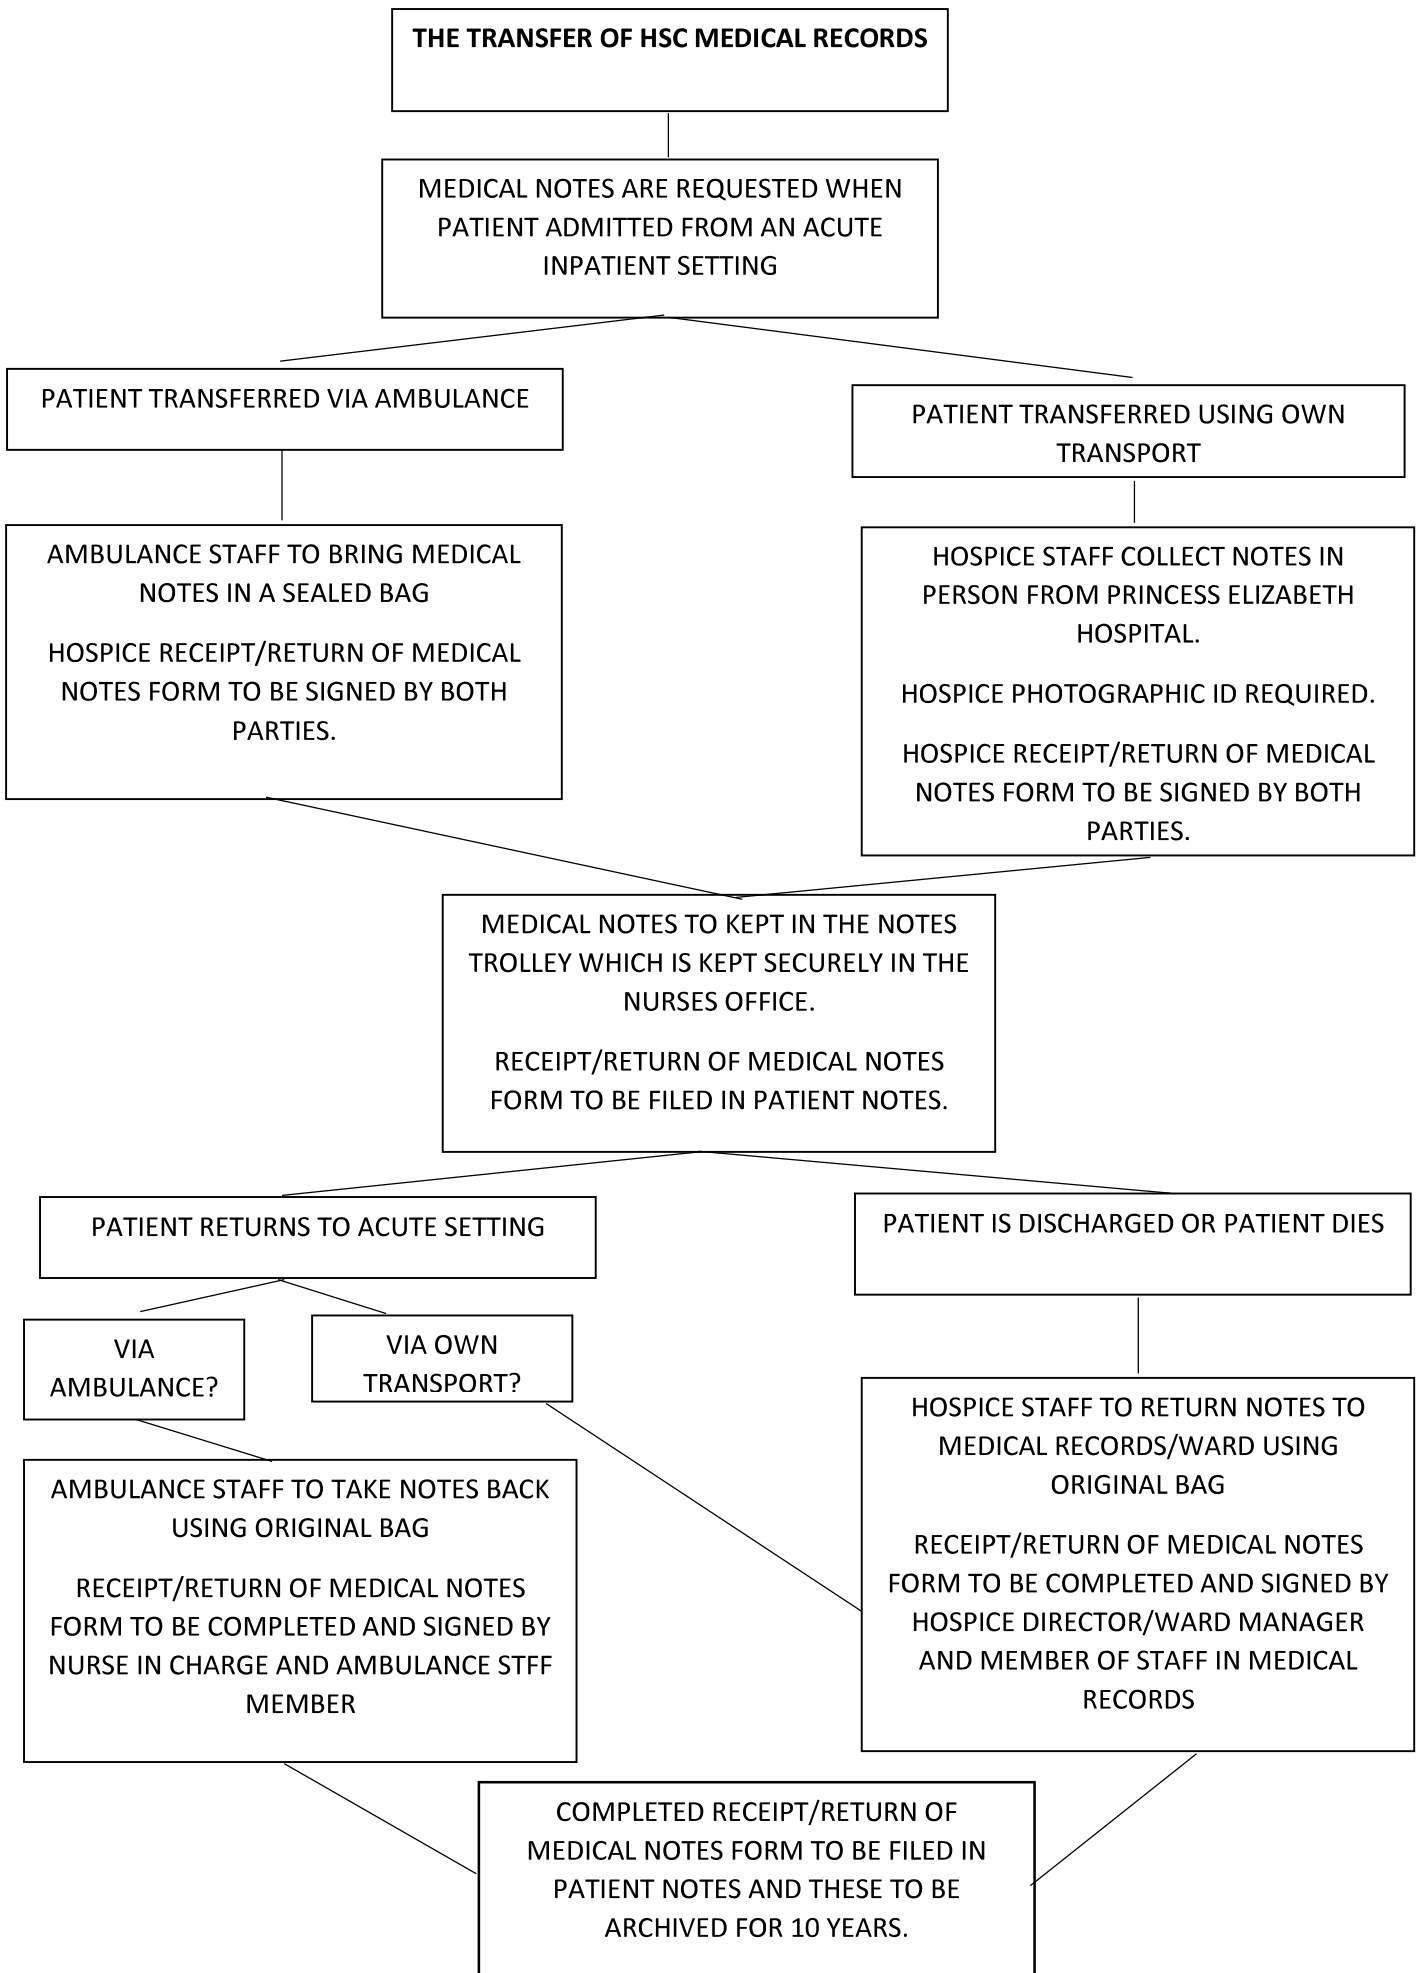 THE TRANSFER OF HSC MEDICAL RECORDS
MEDICAL NOTES ARE REQUESTED WHEN
PATIENT ADMITTED FROM AN ACUTE
INPATIENT SETTING
PATIENT TRANSFERRED VIA AMBULANCE
PATIENT TRANSFERRED USING OWN
TRANSPORT
AMBULANCE STAFF TO BRING MEDICAL
NOTES IN A SEALED BAG
HOSPICE RECEIPT/RETURN OF MEDICAL
NOTES FORM TO BE SIGNED BY BOTH
PARTIES.
HOSPICE STAFF COLLECT NOTES IN
PERSON FROM PRINCESS ELIZABETH
HOSPITAL.
HOSPICE PHOTOGRAPHIC ID REQUIRED.
HOSPICE RECEIPT/RETURN OF MEDICAL
NOTES FORM TO BE SIGNED BY BOTH
PARTIES.
MEDICAL NOTES TO KEPT IN THE NOTES
TROLLEY WHICH IS KEPT SECURELY IN THE
NURSES OFFICE.
RECEIPT/RETURN OF MEDICAL NOTES
FORM TO BE FILED IN PATIENT NOTES.
PATIENT RETURNS TO ACUTE SETTING
PATIENT IS DISCHARGED OR PATIENT DIES
VIA
AMBULANCE?
VIA OWN
TRANSPORT?
AMBULANCE STAFF TO TAKE NOTES BACK
USING ORIGINAL BAG
RECEIPT/RETURN OF MEDICAL NOTES
FORM TO BE COMPLETED AND SIGNED BY
NURSE IN CHARGE AND AMBULANCE STFF
MEMBER
HOSPICE STAFF TO RETURN NOTES TO
MEDICAL RECORDS/WARD USING
ORIGINAL BAG
RECEIPT/RETURN OF MEDICAL NOTES
FORM TO BE COMPLETED AND SIGNED BY
HOSPICE DIRECTOR/WARD MANAGER
AND MEMBER OF STAFF IN MEDICAL
RECORDS
COMPLETED RECEIPT/RETURN OF
MEDICAL NOTES FORM TO BE FILED IN
PATIENT NOTES AND THESE TO BE
ARCHIVED FOR 10 YEARS.